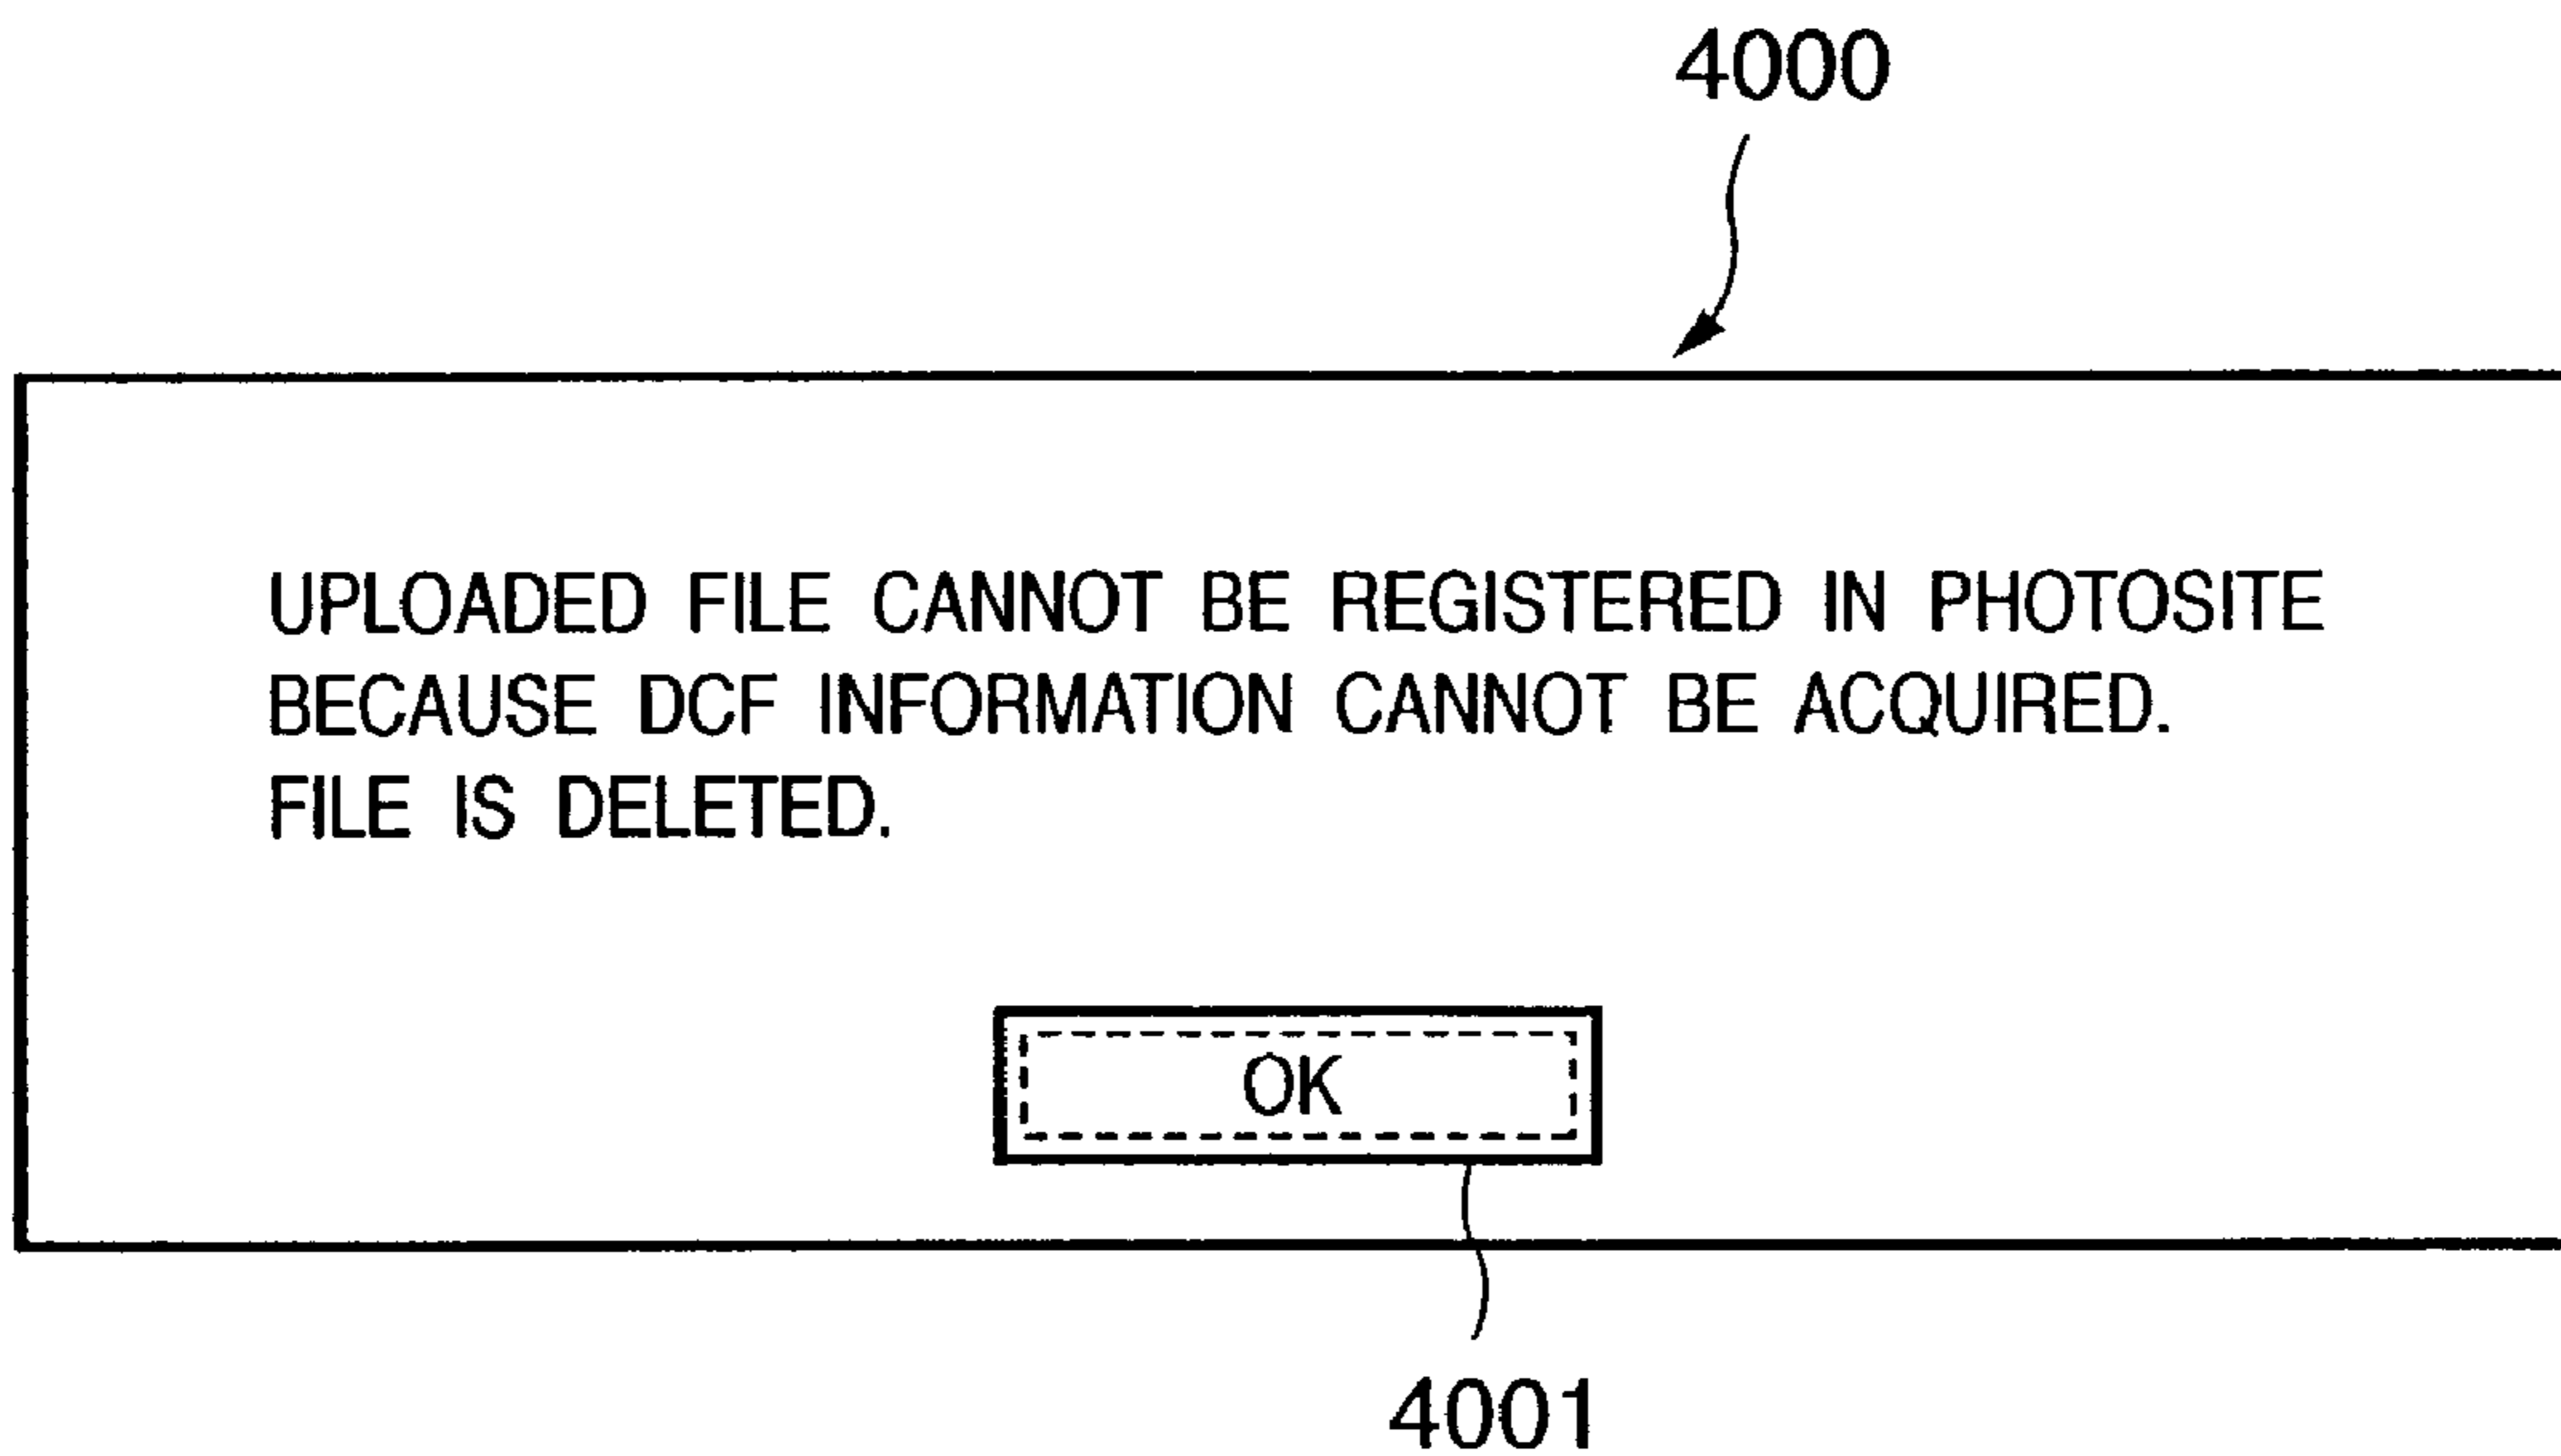 4000
UPLOADED FILE CANNOT BE REGISTERED IN PHOTOSITE
BECAUSE DCF INFORMATION CANNOT BE ACQUIRED.
FILE IS DELETED.
OK
4001